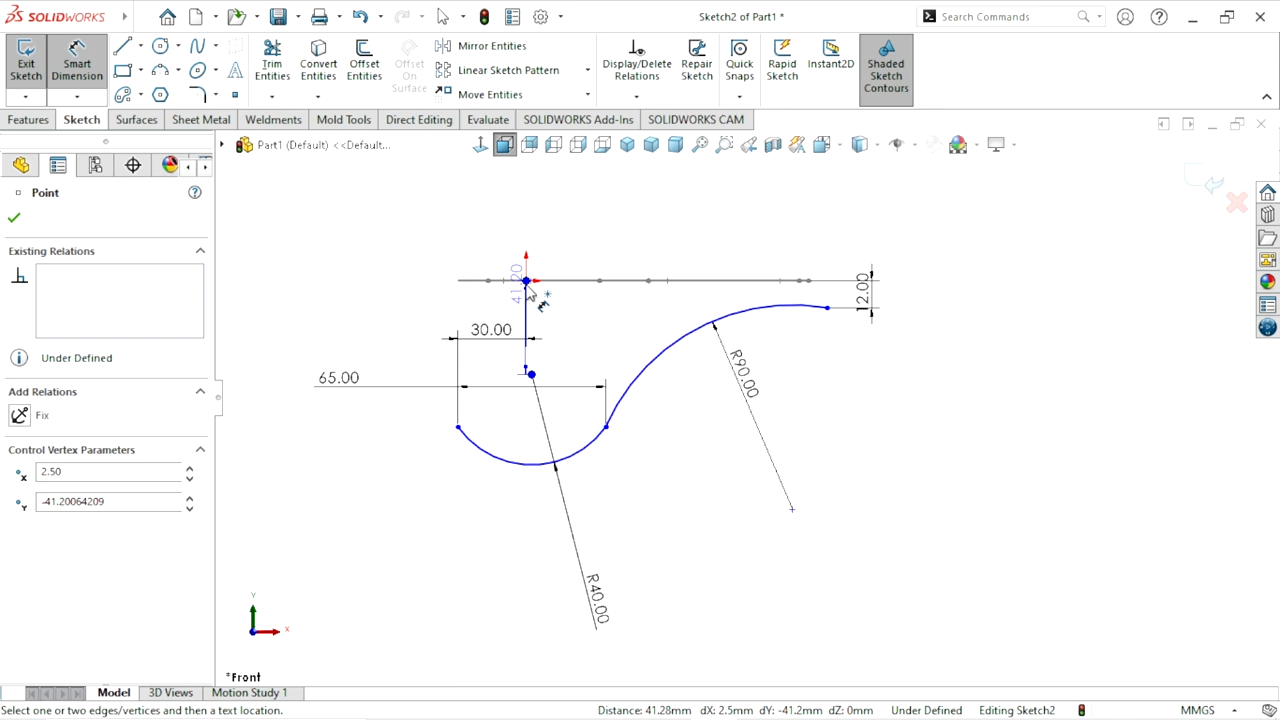 SOLIDWORKS
Sketch2 of Part1 *
Search Commands
Exit Sketch
Smart Dimension
Trim Entities
Convert Entities
Offset Entities
Offset On Surface
Mirror Entities
Linear Sketch Pattern
Move Entities
Display/Delete Relations
Repair Sketch
Quick Snaps
Rapid Sketch
Instant2D
Shaded Sketch Contours
Features Sketch Surfaces Sheet Metal Weldments Mold Tools Direct Editing Evaluate SOLIDWORKS Add-Ins SOLIDWORKS CAM
Part1 (Default) <<Default...
Point
Existing Relations
Under Defined
Add Relations
Fix
Control Vertex Parameters
X 2.50
Y -41.20064209
41.20
12.00
30.00
65.00
R90.00
R40.00
Y
X
*Front
Model 3D Views Motion Study 1
Select one or two edges/vertices and then a text location. Distance: 41.28mm dX: 2.5mm dY: -41.2mm dZ: 0mm Under Defined Editing Sketch2 MMGS